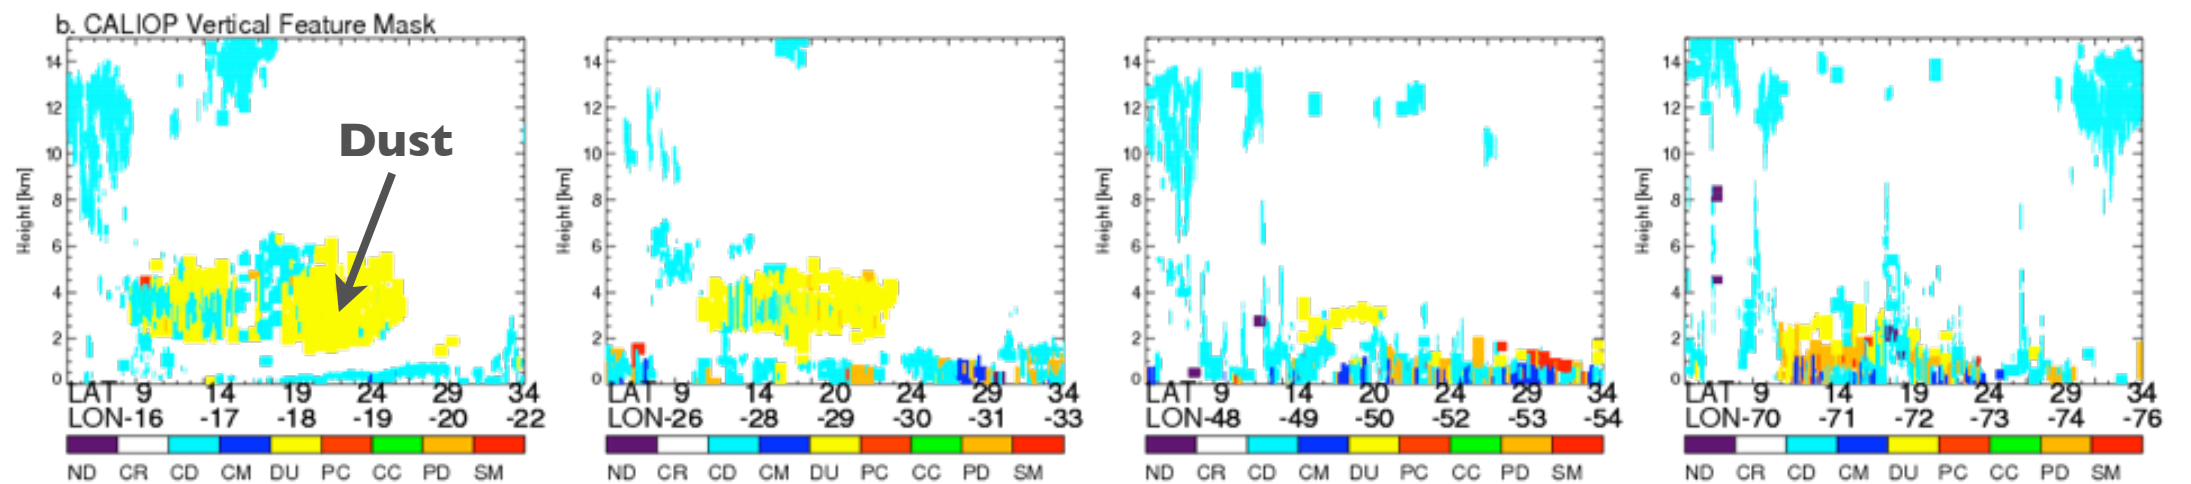 b. CALIOP Vertical Feature Mask
Dust
Height [km]
14
12
10
8
6
4
2
0
LAT 9 14 18 24 29 34
LON-16 -17 -18 -19 -20 -22
ND CR CD CM DU PC CC PD SM
Height [km]
14
12
10
8
6
4
2
0
LAT 9 14 20 24 29 34
LON-26 -28 -29 -30 -31 -33
ND CR CD CM DU PC CC PD SM
Height [km]
14
12
10
8
6
4
2
0
LAT 9 14 20 24 29 34
LON-48 -49 -50 -52 -53 -54
ND CR CD CM DU PC CC PD SM
Height [km]
14
12
10
8
6
4
2
0
LAT 9 14 19 24 29 34
LON-70 -71 -72 -73 -74 -76
ND CR CD CM DU PC CC PD SM